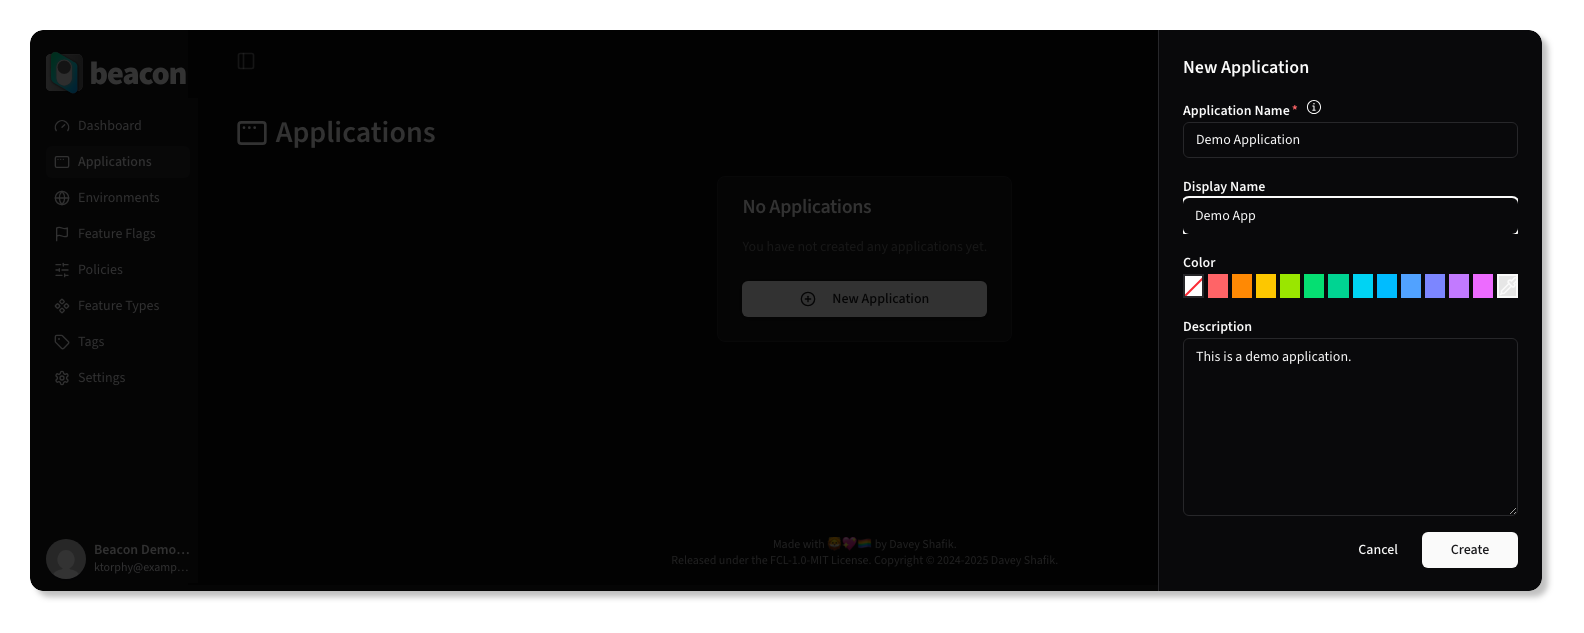 beacon
Dashboard
Applications
Environments
Feature Flags
Policies
Feature Types
Tags
Settings
Beacon Demo...
ktorphy@examp...
Applications
No Applications
You have not created any applications yet.
New Application
Made with 🦁💖🏳️‍🌈 by Davey Shafik.
Released under the FCL-1.0-MIT License. Copyright © 2024-2025 Davey Shafik.
New Application
Application Name *
Demo Application
Display Name
Demo App
Color
Description
This is a demo application.
Cancel
Create